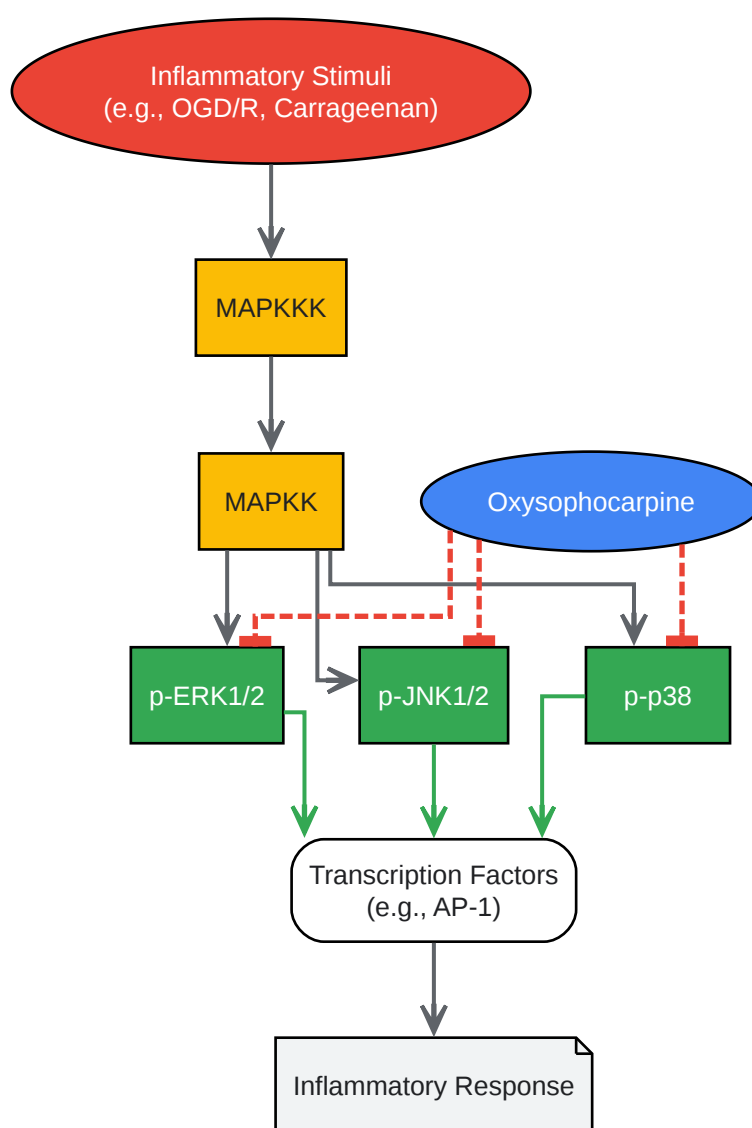 Inflammatory Stimuli
(e.g., OGD/R, Carrageenan)
MAPKKK
MAPKK
Oxysophocarpine
p-ERK1/2
p-JNK1/2
p-p38
Transcription Factors
(e.g., AP-1)
Inflammatory Response